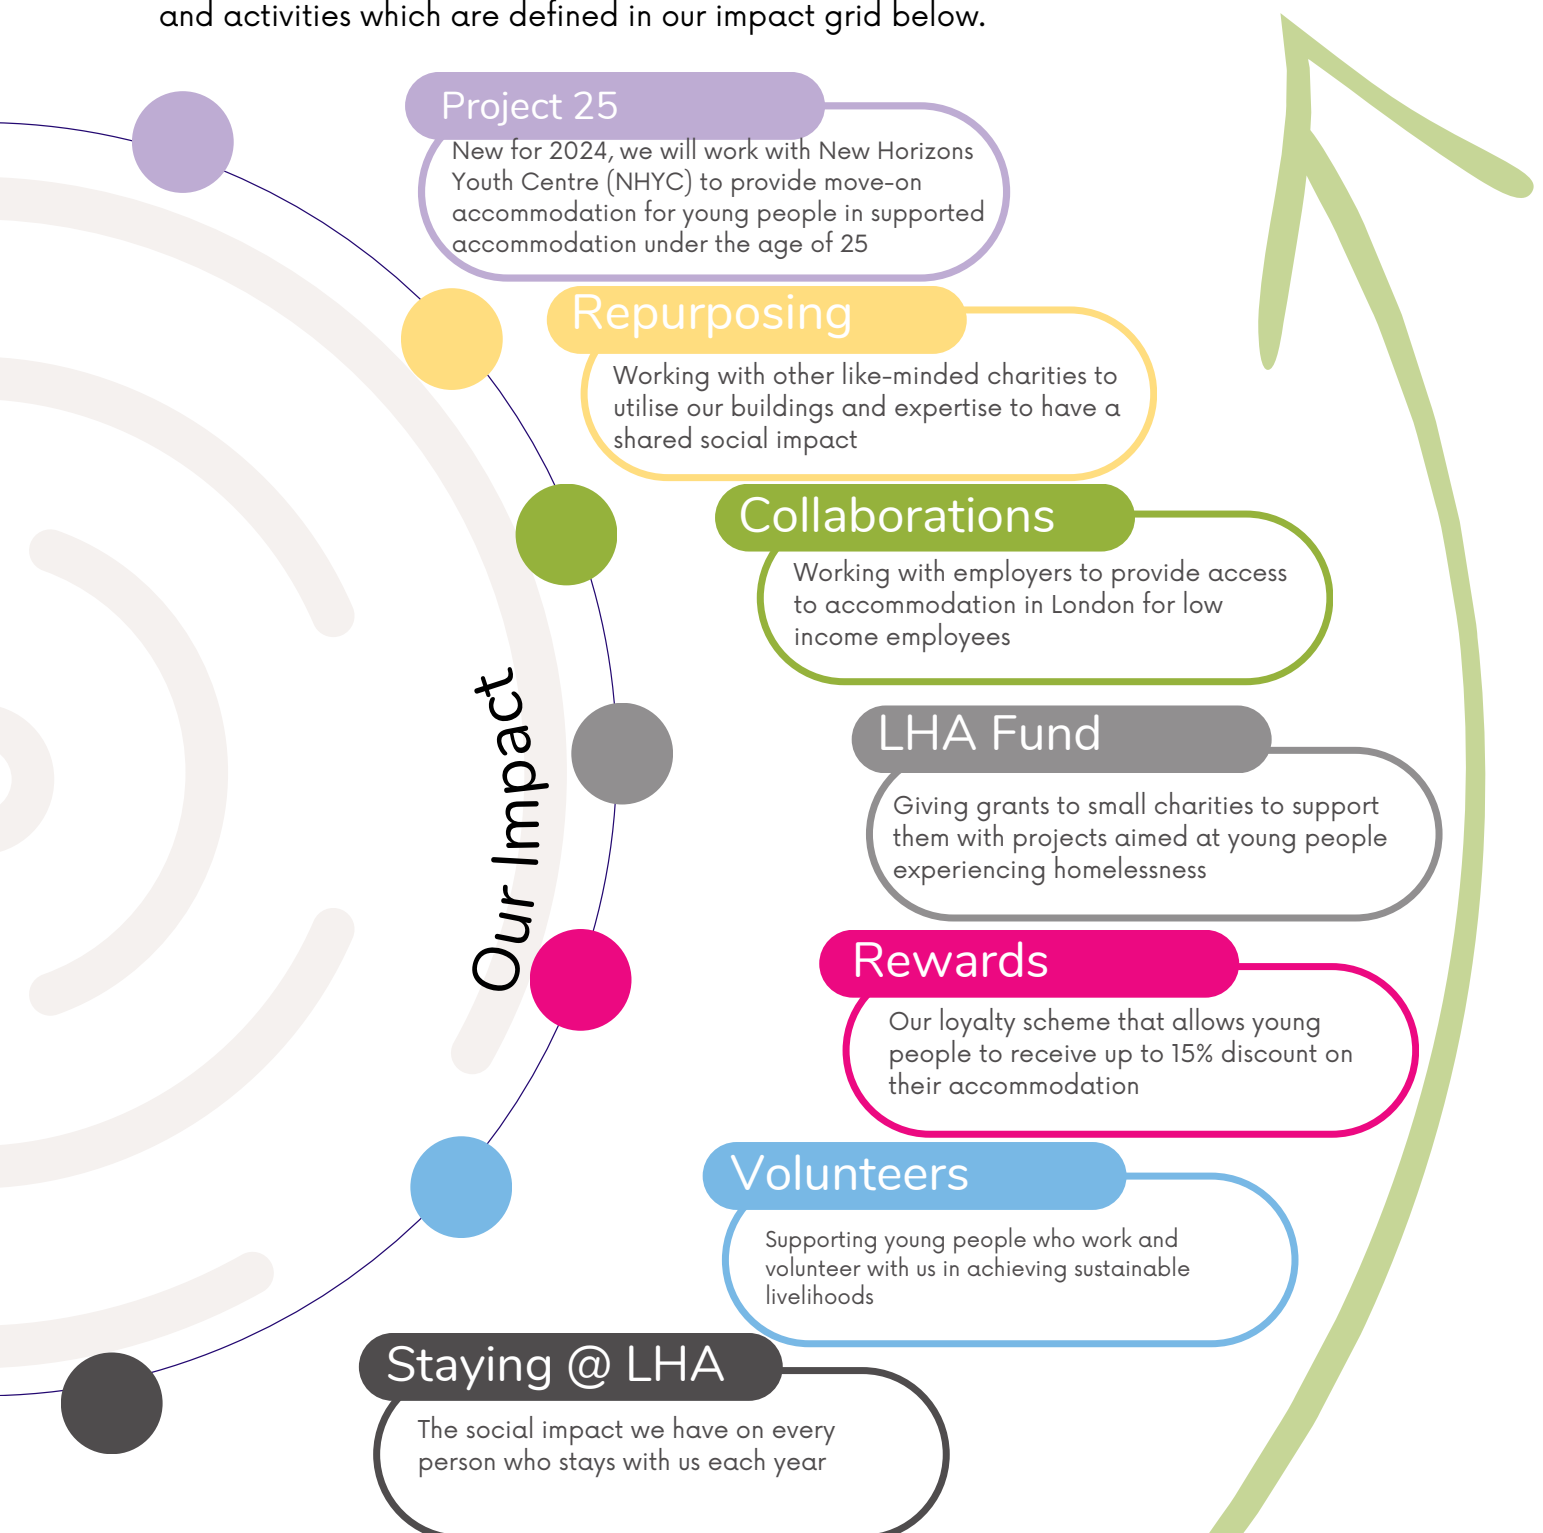 and activities which are defined in our impact grid below.
Project 25
New for 2024, we will work with New Horizons
Youth Centre (NHYC) to provide move-on
accommodation for young people in supported
accommodation under the age of 25
Repurposing
Working with other like-minded charities to
utilise our buildings and expertise to have a
shared social impact
Collaborations
Working with employers to provide access
to accommodation in London for low
income employees
Our Impact
LHA Fund
Giving grants to small charities to support
them with projects aimed at young people
experiencing homelessness
Rewards
Our loyalty scheme that allows young
people to receive up to 15% discount on
their accommodation
Volunteers
Supporting young people who work and
volunteer with us in achieving sustainable
livelihoods
Staying @ LHA
The social impact we have on every
person who stays with us each year